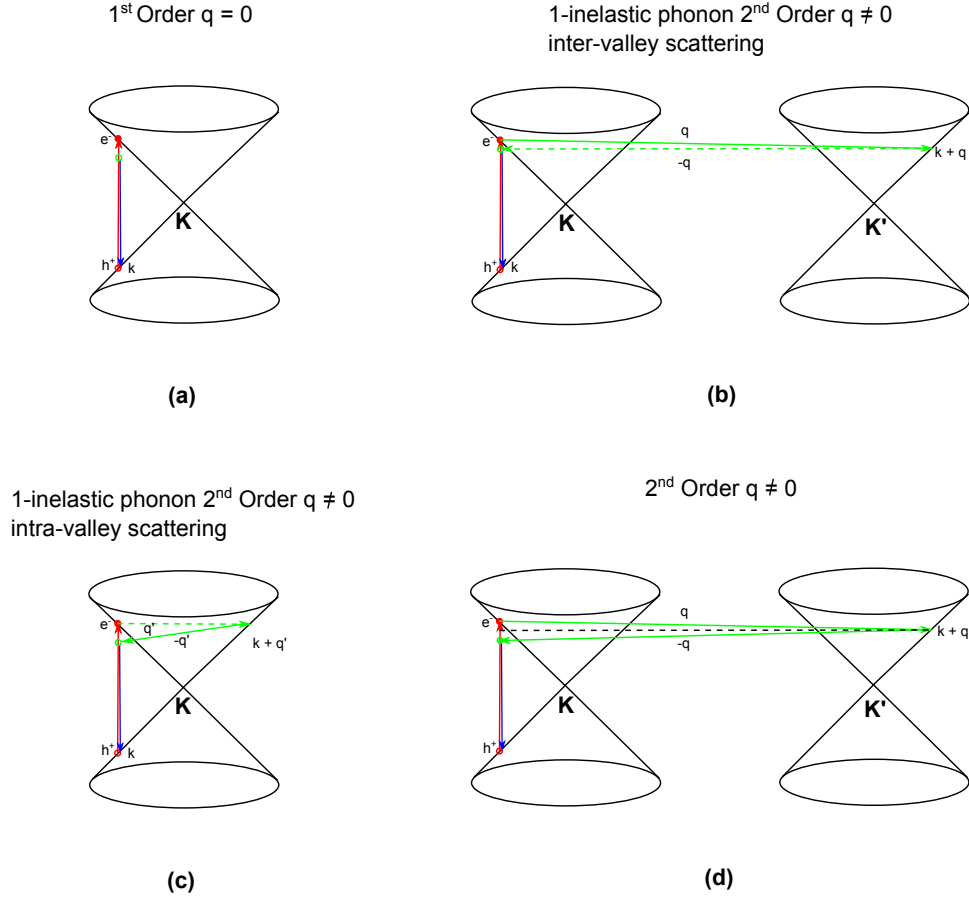 1st Order q = 0
1-inelastic phonon 2nd Order q ≠ 0
inter-valley scattering
e-
h+
k
K
(a)
e-
q
-q
k + q
h+
k
K
K'
(b)
1-inelastic phonon 2nd Order q ≠ 0
intra-valley scattering
2nd Order q ≠ 0
e-
q'
-q'
k + q'
h+
k
K
(c)
e-
q
-q
k + q
h+
k
K
K'
(d)